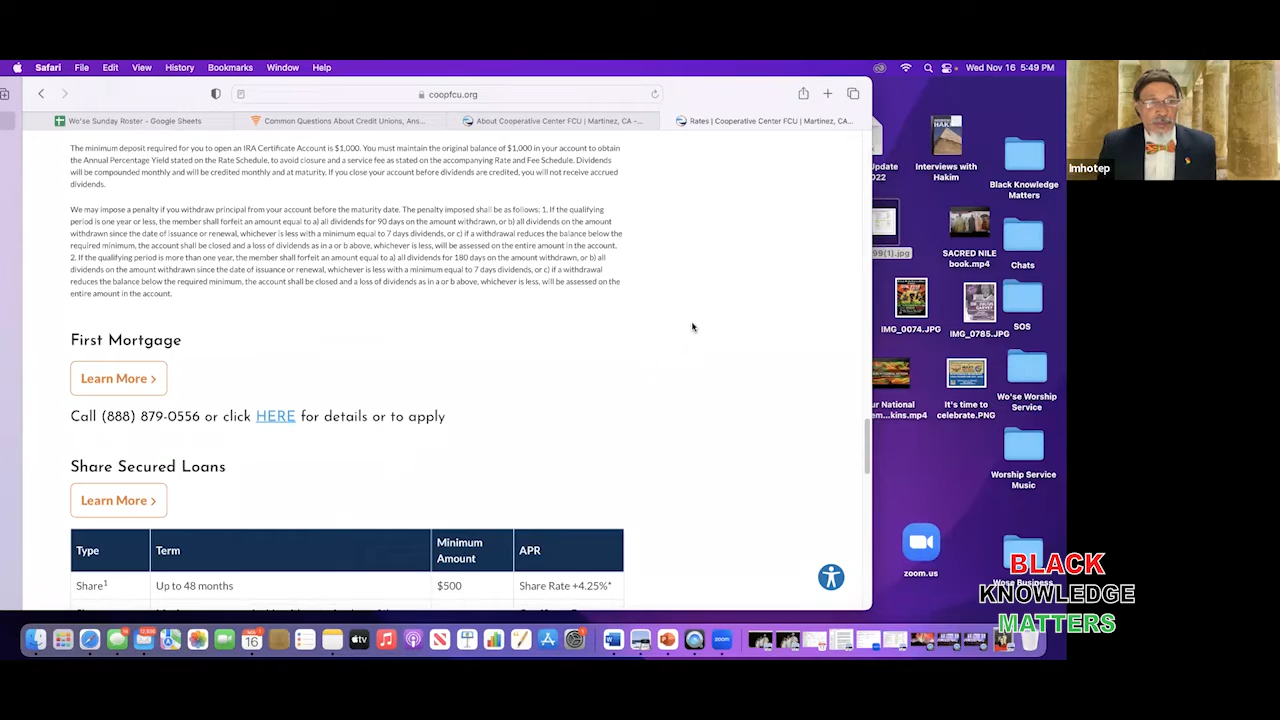 Safari File Edit View History Bookmarks Window Help
Wed Nov 16 5:49 PM
coopfcu.org
Wo'se Sunday Roster - Google Sheets
Common Questions About Credit Unions, Ans...
About Cooperative Center FCU | Martinez, CA -...
Rates | Cooperative Center FCU | Martinez, CA...
The minimum deposit required for you to open an IRA Certificate Account is $1,000. You must maintain the original balance of $1,000 in your account to obtain
the Annual Percentage Yield stated on the Rate Schedule, to avoid closure and a service fee as stated on the accompanying Rate and Fee Schedule. Dividends
will be compounded monthly and will be credited monthly and at maturity. If you close your account before dividends are credited, you will not receive accrued
dividends.
We may impose a penalty if you withdraw principal from your account before the maturity date. The penalty imposed shall be as follows: 1. If the qualifying
period is one year or less, the member shall forfeit an amount equal to a) all dividends for 90 days on the amount withdrawn, or b) all dividends on the amount
withdrawn since the date of issuance or renewal, whichever is less with a minimum equal to 7 days dividends, or c) if a withdrawal reduces the balance below the
required minimum, the account shall be closed and a loss of dividends as in a or b above, whichever is less, will be assessed on the entire amount in the account.
2. If the qualifying period is more than one year, the member shall forfeit an amount equal to a) all dividends for 180 days on the amount withdrawn, or b) all
dividends on the amount withdrawn since the date of issuance or renewal, whichever is less with a minimum equal to 7 days dividends, or c) if a withdrawal
reduces the balance below the required minimum, the account shall be closed and a loss of dividends as in a or b above, whichever is less, will be assessed on the
entire amount in the account.
First Mortgage
Learn More >
Call (888) 879-0556 or click HERE for details or to apply
Share Secured Loans
Learn More >
Type Term Minimum Amount APR
Share1 Up to 48 months $500 Share Rate +4.25%*
Update
2022
Interviews with
Hakim
Black Knowledge
Matters
99(1).jpg
SACRED NILE
book.mp4
Chats
IMG_0074.JPG
IMG_0785.JPG
SOS
ur National
em...kins.mp4
It's time to
celebrate.PNG
Wo'se Worship
Service
Worship Service
Music
zoom.us
Wose Business
Imhotep
BLACK
KNOWLEDGE
MATTERS